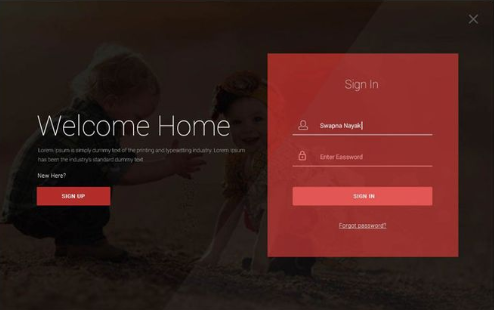 Welcome Home
Lorem Ipsum is simply dummy text of the printing and typesetting industry. Lorem Ipsum
has been the industry's standard dummy text.
New Here?
SIGN UP
Sign In
Swapna Nayak
Enter Password
SIGN IN
Forgot password?